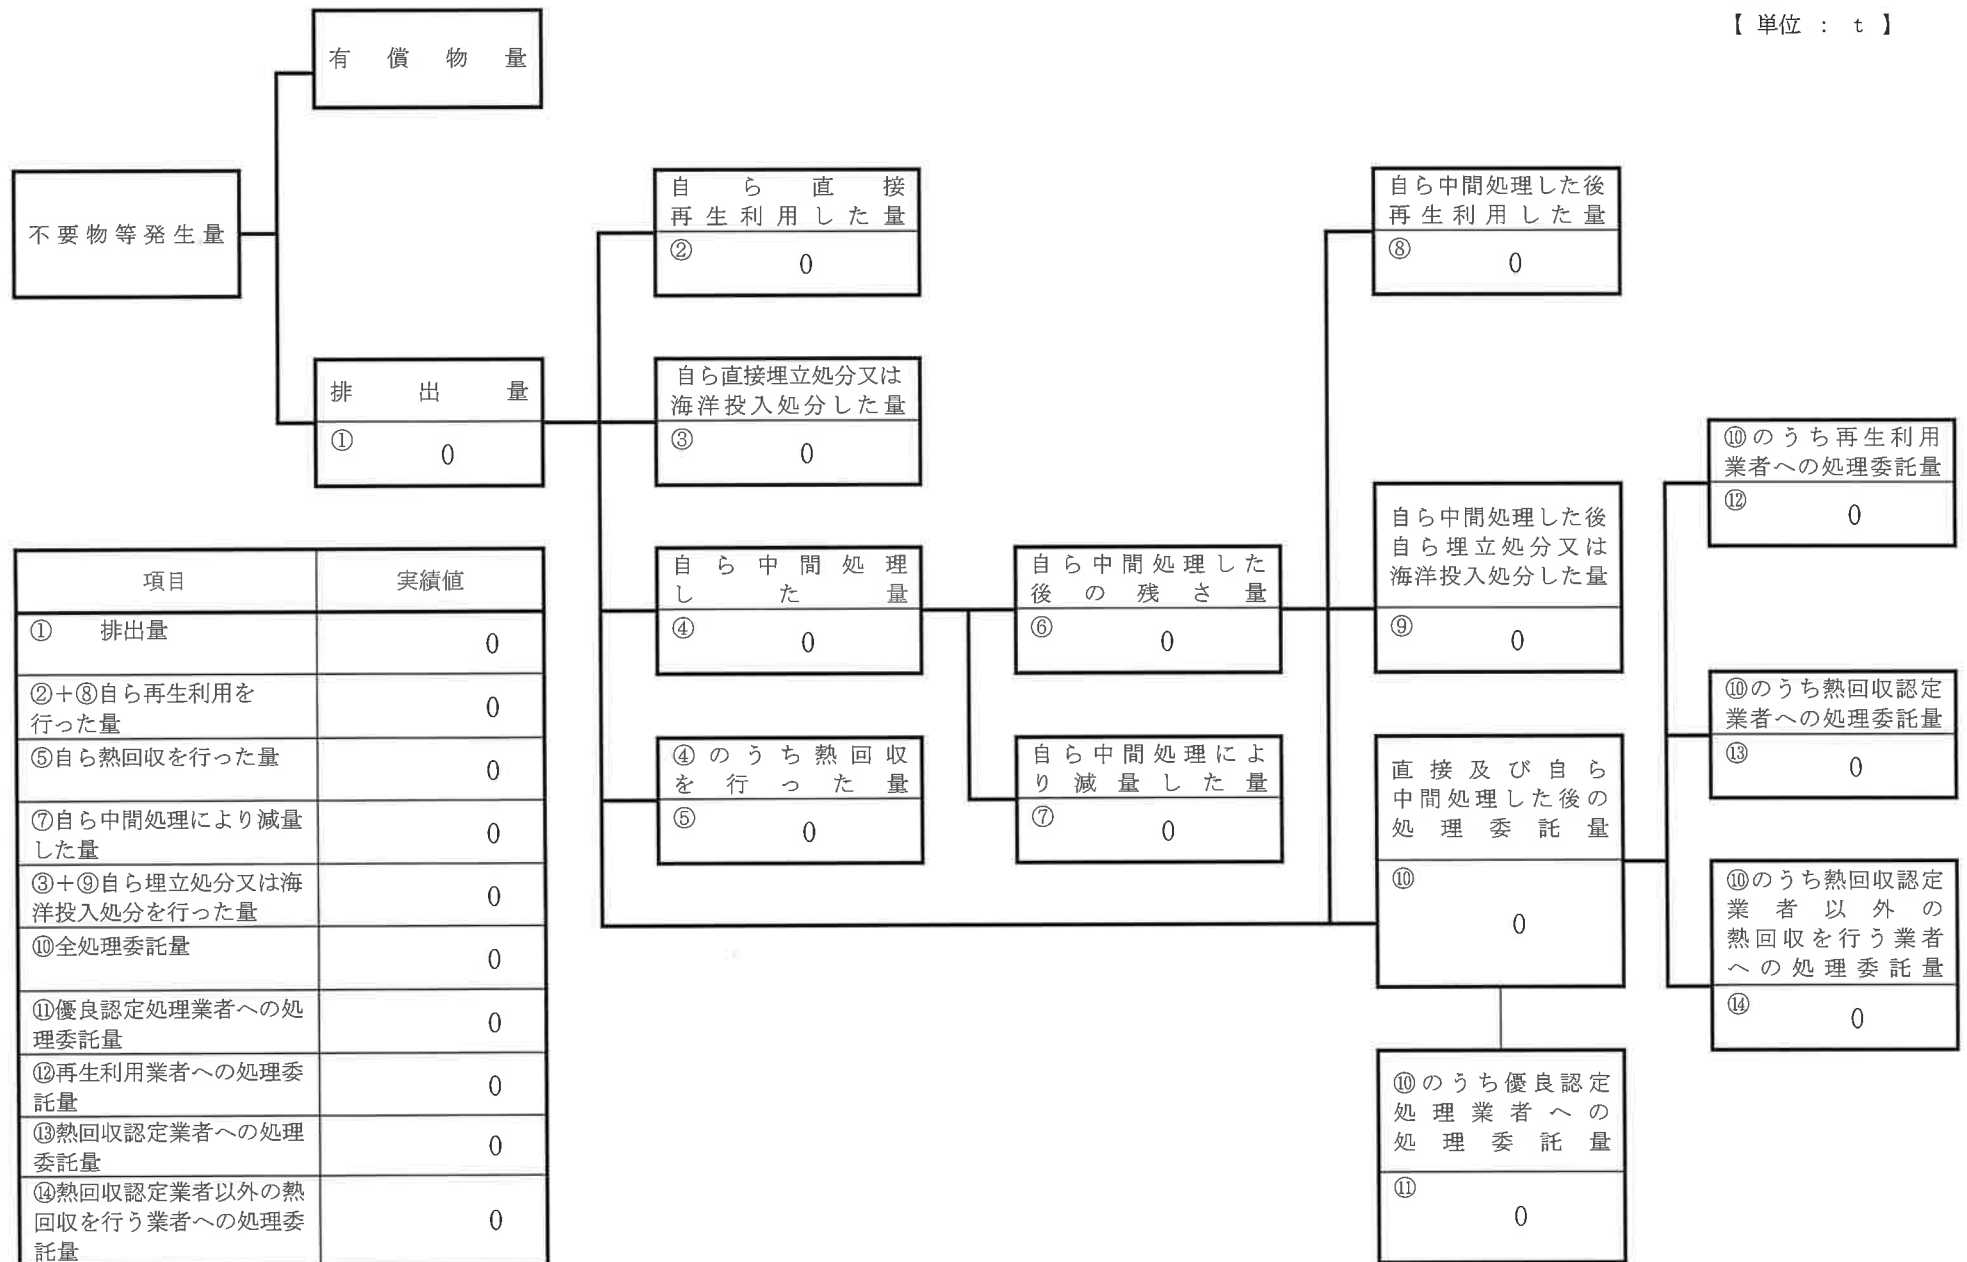 【 単位 : t 】
有償物量
不要物等発生量
排出量
①
0
自ら直接
再生利用した量
②
0
自ら直接埋立処分又は
海洋投入処分した量
③
0
自ら中間処理
した量
④
0
④のうち熱回収
を行った量
⑤
0
自ら中間処理した
後の残さ量
⑥
0
自ら中間処理によ
り減量した量
⑦
0
自ら中間処理した後
再生利用した量
⑧
0
自ら中間処理した後
自ら埋立処分又は
海洋投入処分した量
⑨
0
直接及び自ら
中間処理した後の
処理委託量
⑩
0
⑩のうち優良認定
処理業者への
処理委託量
⑪
0
⑩のうち再生利用
業者への処理委託量
⑫
0
⑩のうち熱回収認定
業者への処理委託量
⑬
0
⑩のうち熱回収認定
業者以外の
熱回収を行う業者
への処理委託量
⑭
0
項目 実績値
① 排出量
0
②+⑧自ら再生利用を
行った量
0
⑤自ら熱回収を行った量
0
⑦自ら中間処理により減量
した量
0
③+⑨自ら埋立処分又は海
洋投入処分を行った量
0
⑩全処理委託量
0
⑪優良認定処理業者への処
理委託量
0
⑫再生利用業者への処理委
託量
0
⑬熱回収認定業者への処理
委託量
0
⑭熱回収認定業者以外の熱
回収を行う業者への処理委
託量
0